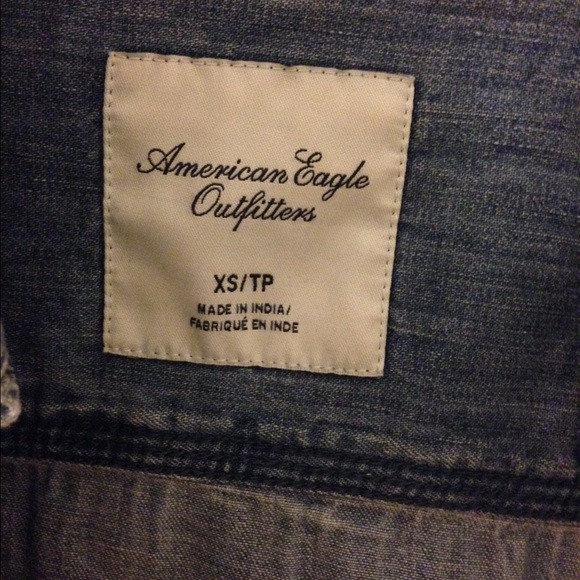 American Eagle
Outfitters
XS/TP
MADE IN INDIA/
FABRIQUÉ EN INDE